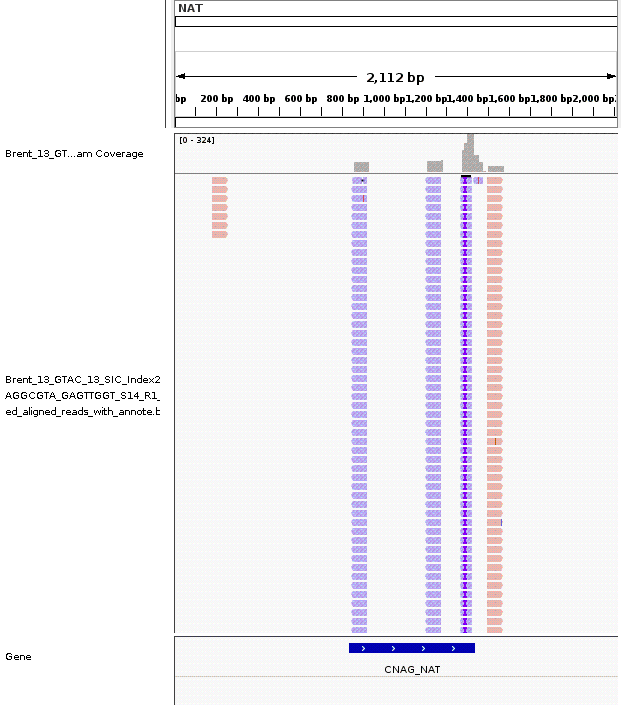 NAT
2,112 bp
bp 200 bp 400 bp 600 bp 800 bp 1,000 bp 1,200 bp 1,400 bp 1,600 bp 1,800 bp 2,000 bp
[0 - 324]
Brent_13_GT...am Coverage
Brent_13_GTAC_13_SIC_Index2
AGGCGTA_GAGTTGGT_S14_R1_
ed_aligned_reads_with_annote.b
Gene
CNAG_NAT